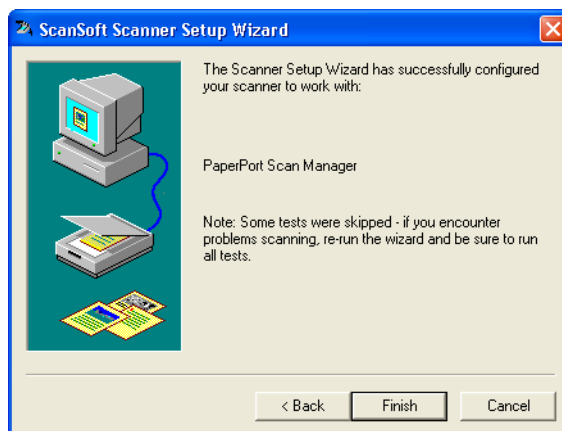 ScanSoft Scanner Setup Wizard
The Scanner Setup Wizard has successfully configured
your scanner to work with:
PaperPort Scan Manager
Note: Some tests were skipped - if you encounter
problems scanning, re-run the wizard and be sure to run
all tests.
< Back
Finish
Cancel